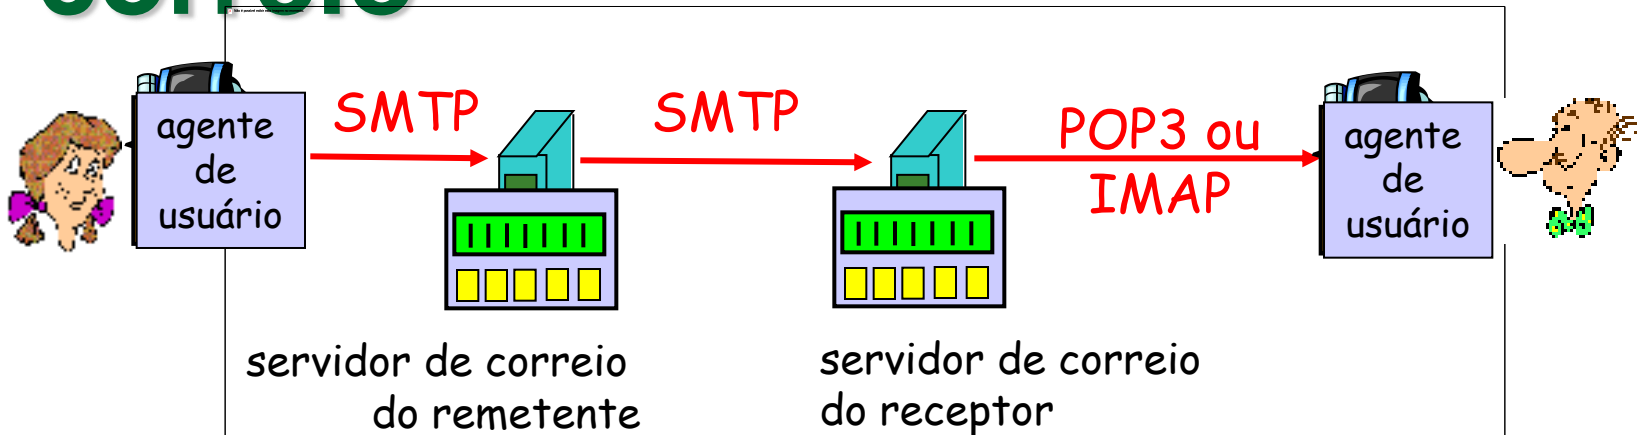 correio
agente
de
usuário
SMTP
SMTP
POP3 ou
IMAP
agente
de
usuário
servidor de correio
do remetente
servidor de correio
do receptor